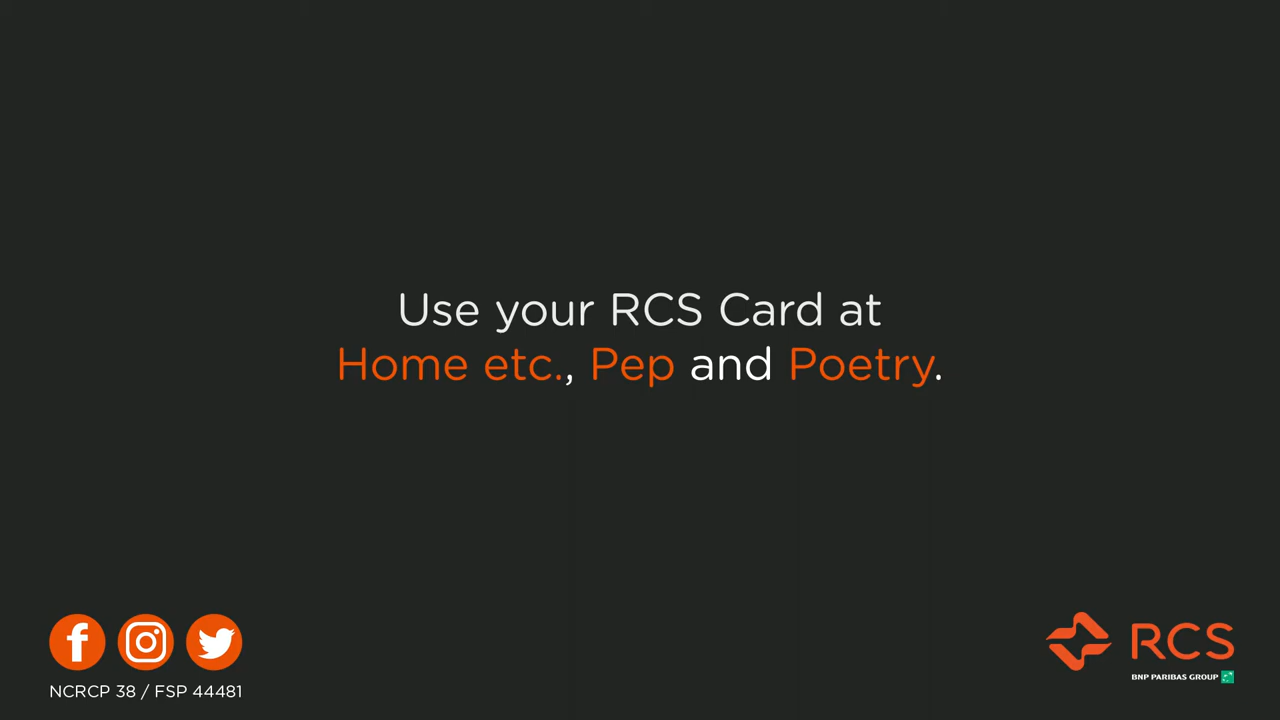 Use your RCS Card at
Home etc., Pep and Poetry.
NCRCP 38 / FSP 44481
RCS
BNP PARIBAS GROUP